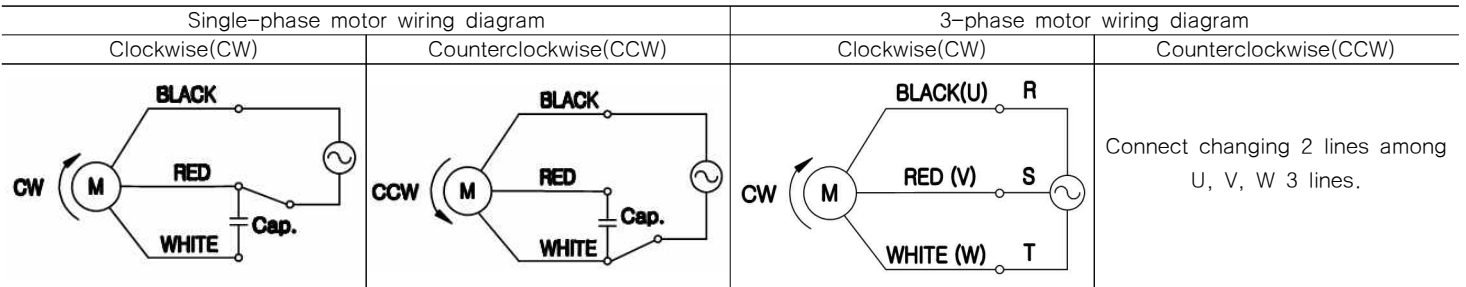 Single-phase motor wiring diagram
3-phase motor wiring diagram
Clockwise(CW)
Counterclockwise(CCW)
Clockwise(CW)
Counterclockwise(CCW)
BLACK
RED
CW
M
Cap.
WHITE
BLACK
RED
CCW
M
Cap.
WHITE
BLACK(U) R
RED (V) S
CW
M
WHITE (W) T
Connect changing 2 lines among
U, V, W 3 lines.